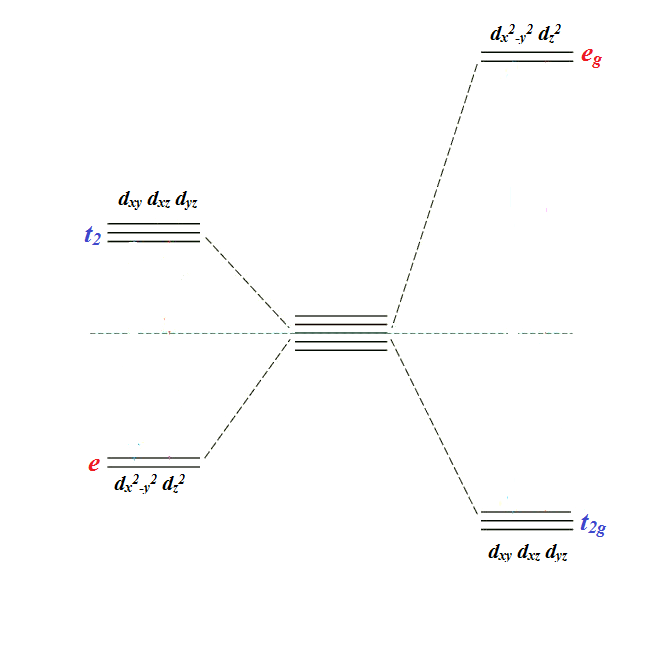 dx²-y² dz²
eg
dxy dxz dyz
t2
e
dx²-y² dz²
t2g
dxy dxz dyz